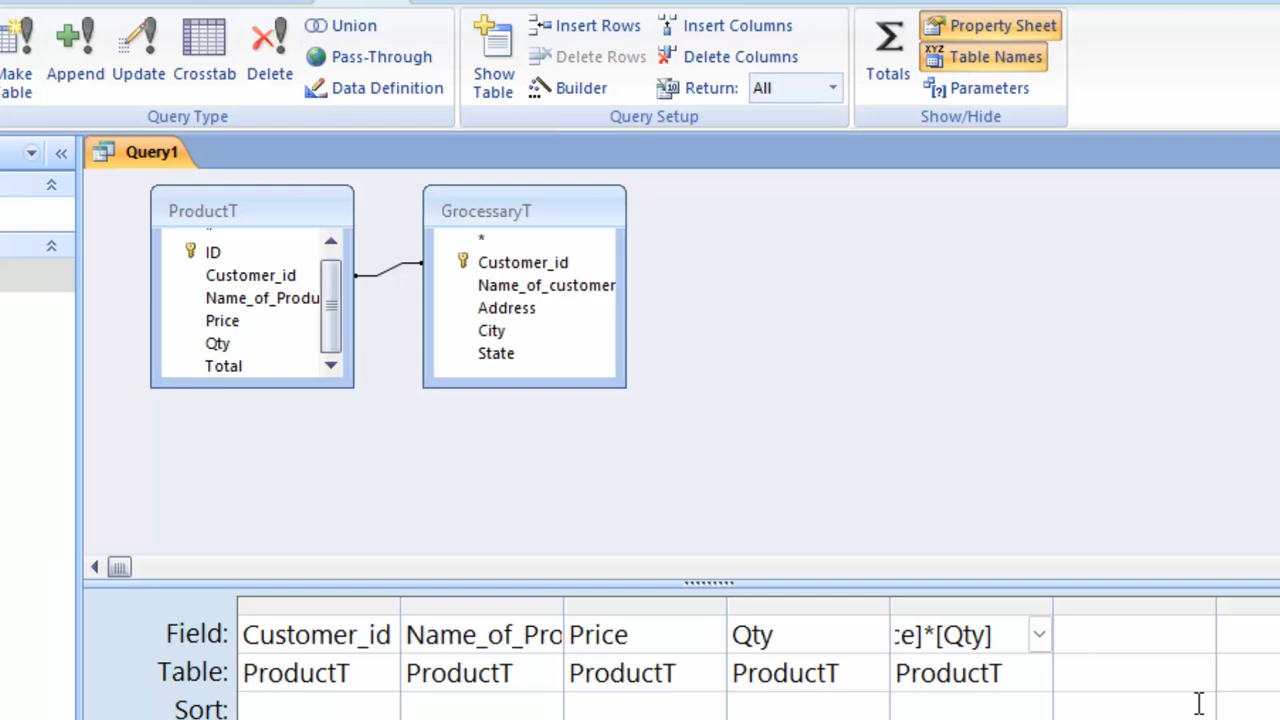 Make
Table
Append
Update
Crosstab
Delete
Union
Pass-Through
Data Definition
Query Type
Show
Table
Insert Rows
Delete Rows
Builder
Insert Columns
Delete Columns
Return: All
Query Setup
Σ
Totals
Property Sheet
XYZ
Table Names
[?] Parameters
Show/Hide
«
Query1
ProductT
ID
Customer_id
Name_of_Produ
Price
Qty
Total
GrocessaryT
*
Customer_id
Name_of_customer
Address
City
State
Field: Customer_id Name_of_Pro Price Qty ce]*[Qty]
Table: ProductT ProductT ProductT ProductT ProductT
Sort: